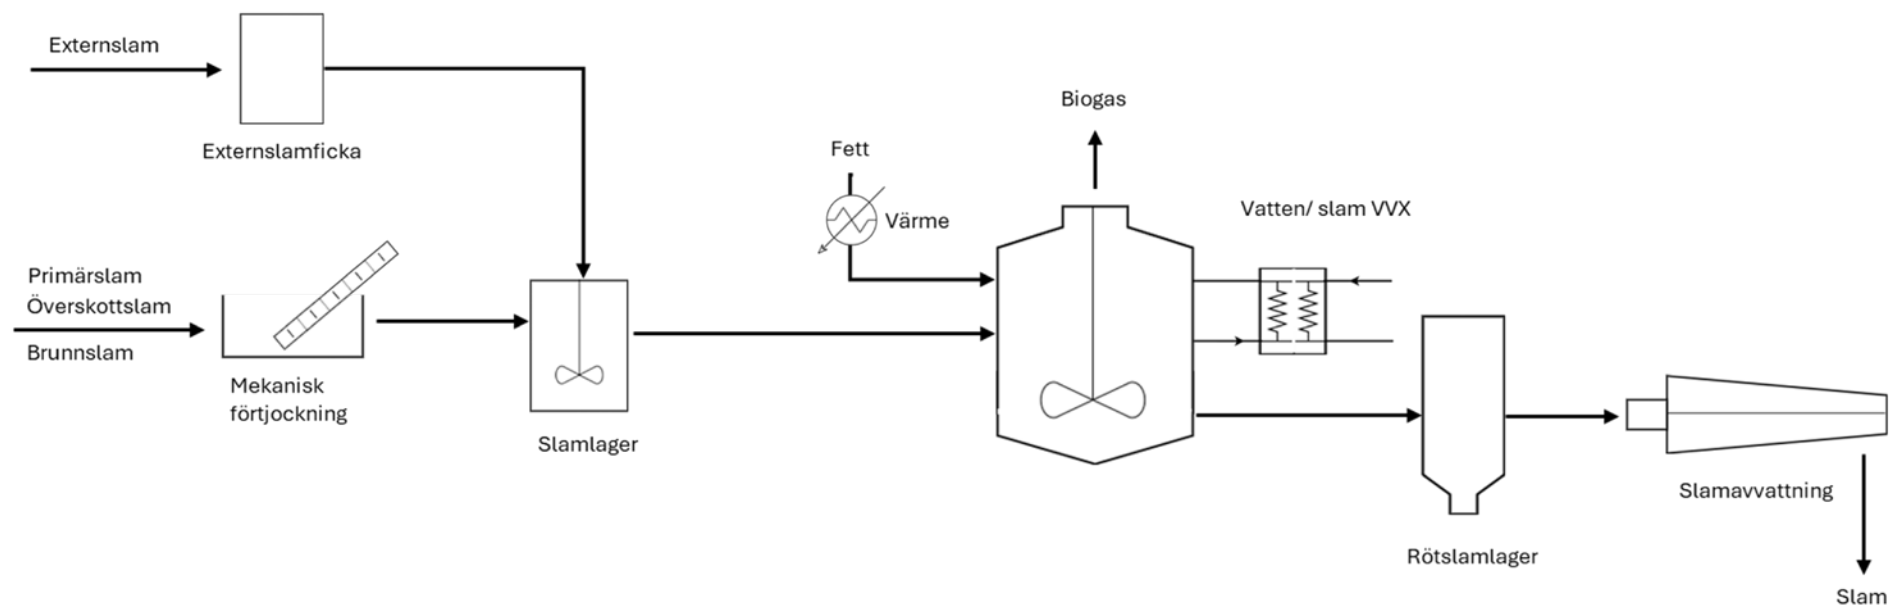 Externslam
Externslamficka
Biogas
Fett
Värme
Vatten/ slam VVX
Primärslam
Överskottslam
Brunnslam
Mekanisk
förtjockning
Slamlager
Slamavvattning
Rötslamlager
Slam